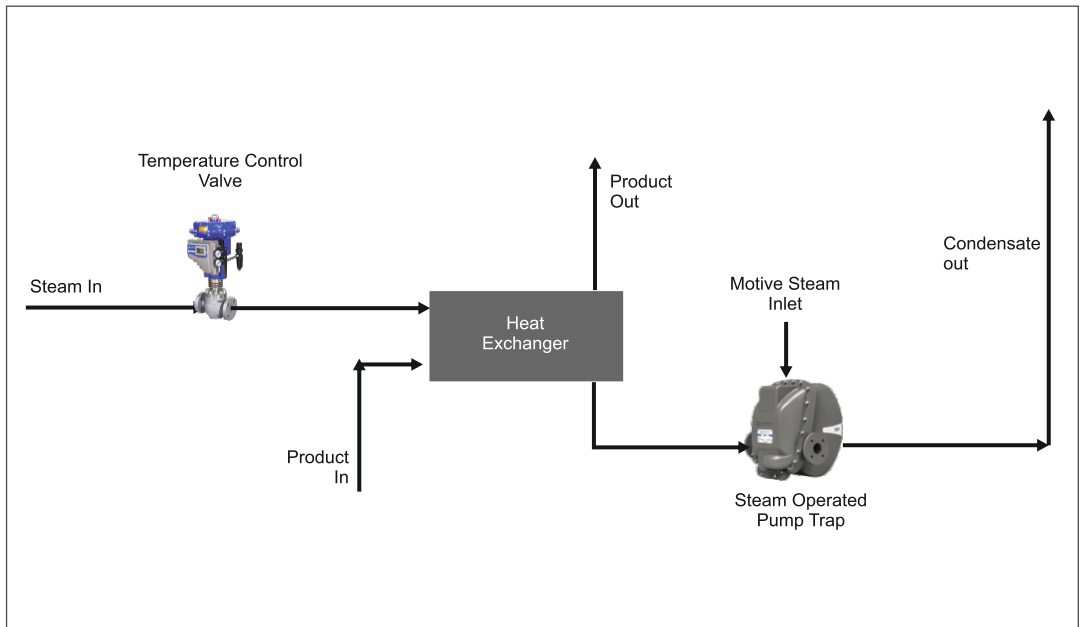 Temperature Control
Valve
Steam In
Product
Out
Condensate
out
Motive Steam
Inlet
Heat
Exchanger
Product
In
Steam Operated
Pump Trap